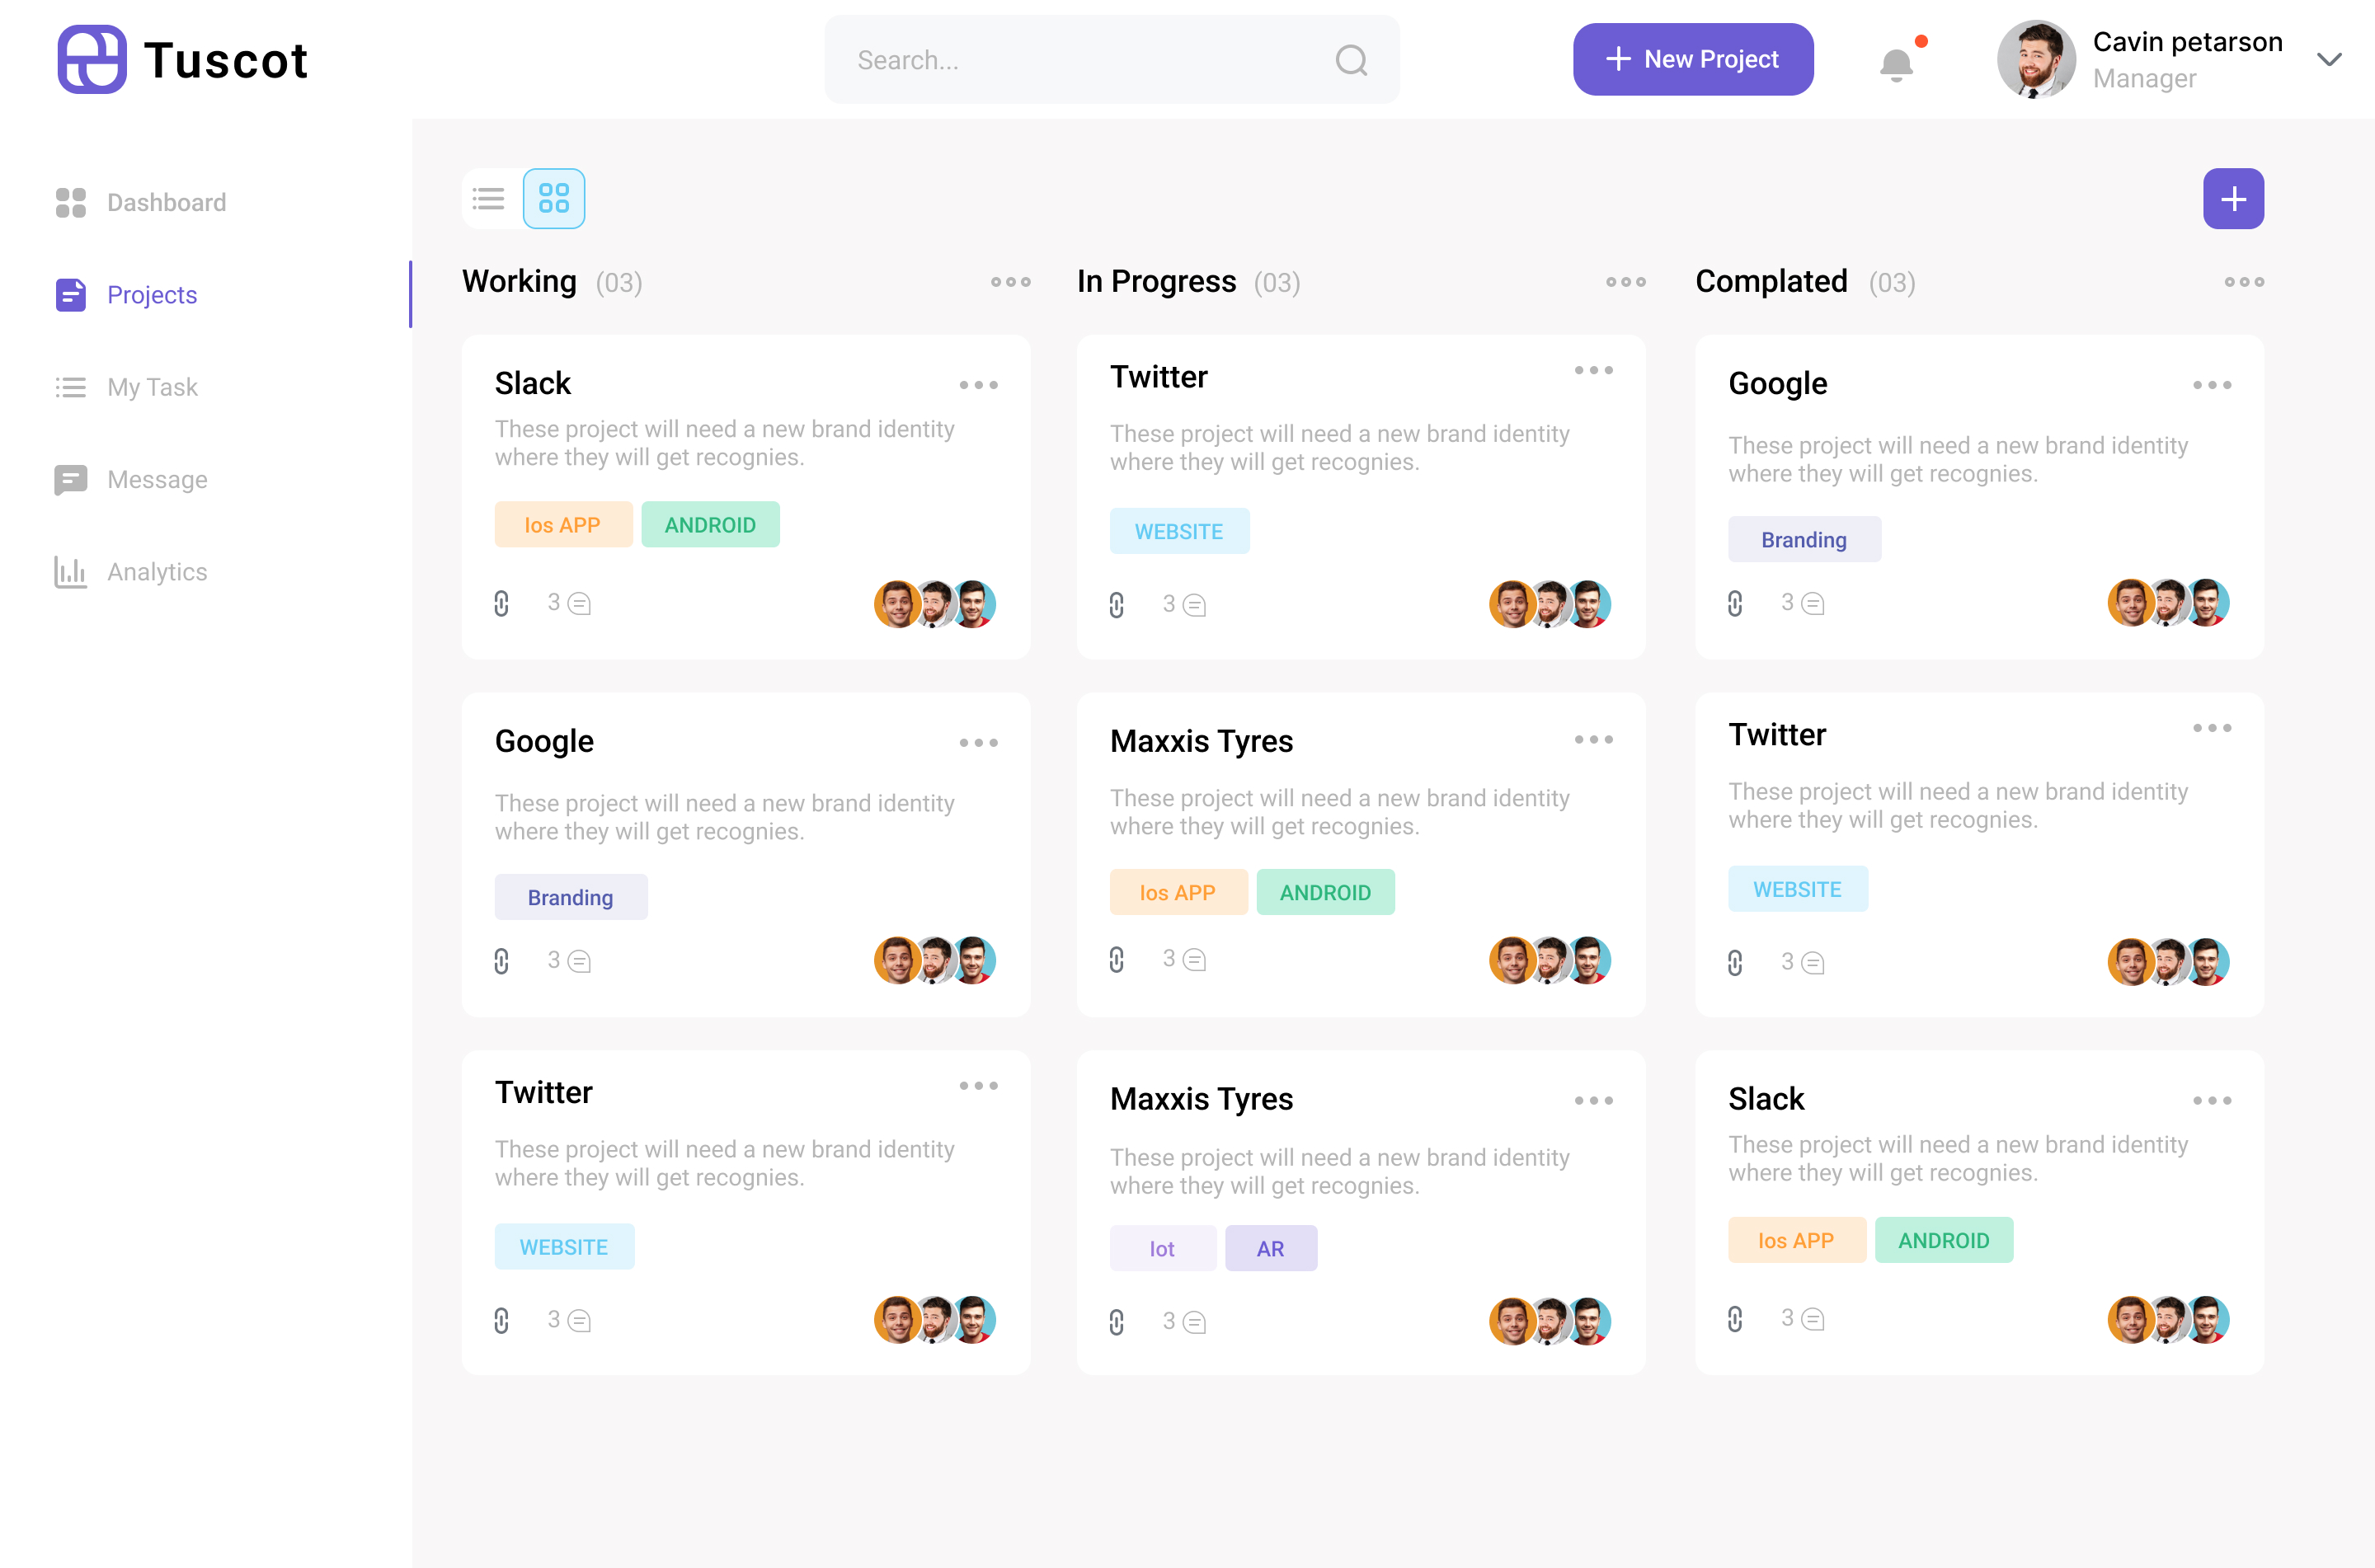 Tuscot
Search...
New Project
Cavin petarson
Manager
Dashboard
Projects
My Task
Message
Analytics
Working (03)
Slack
These project will need a new brand identity
where they will get recognies.
Ios APP ANDROID
3
Google
These project will need a new brand identity
where they will get recognies.
Branding
3
Twitter
These project will need a new brand identity
where they will get recognies.
WEBSITE
3
In Progress (03)
Twitter
These project will need a new brand identity
where they will get recognies.
WEBSITE
3
Maxxis Tyres
These project will need a new brand identity
where they will get recognies.
Ios APP ANDROID
3
Maxxis Tyres
These project will need a new brand identity
where they will get recognies.
Iot AR
3
Complated (03)
Google
These project will need a new brand identity
where they will get recognies.
Branding
3
Twitter
These project will need a new brand identity
where they will get recognies.
WEBSITE
3
Slack
These project will need a new brand identity
where they will get recognies.
Ios APP ANDROID
3